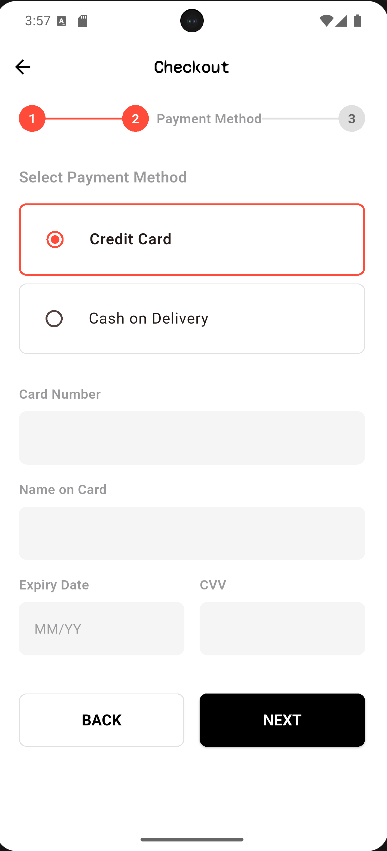 3:57
Checkout
1 2 Payment Method 3
Select Payment Method
Credit Card
Cash on Delivery
Card Number
Name on Card
Expiry Date CVV
MM/YY
BACK NEXT